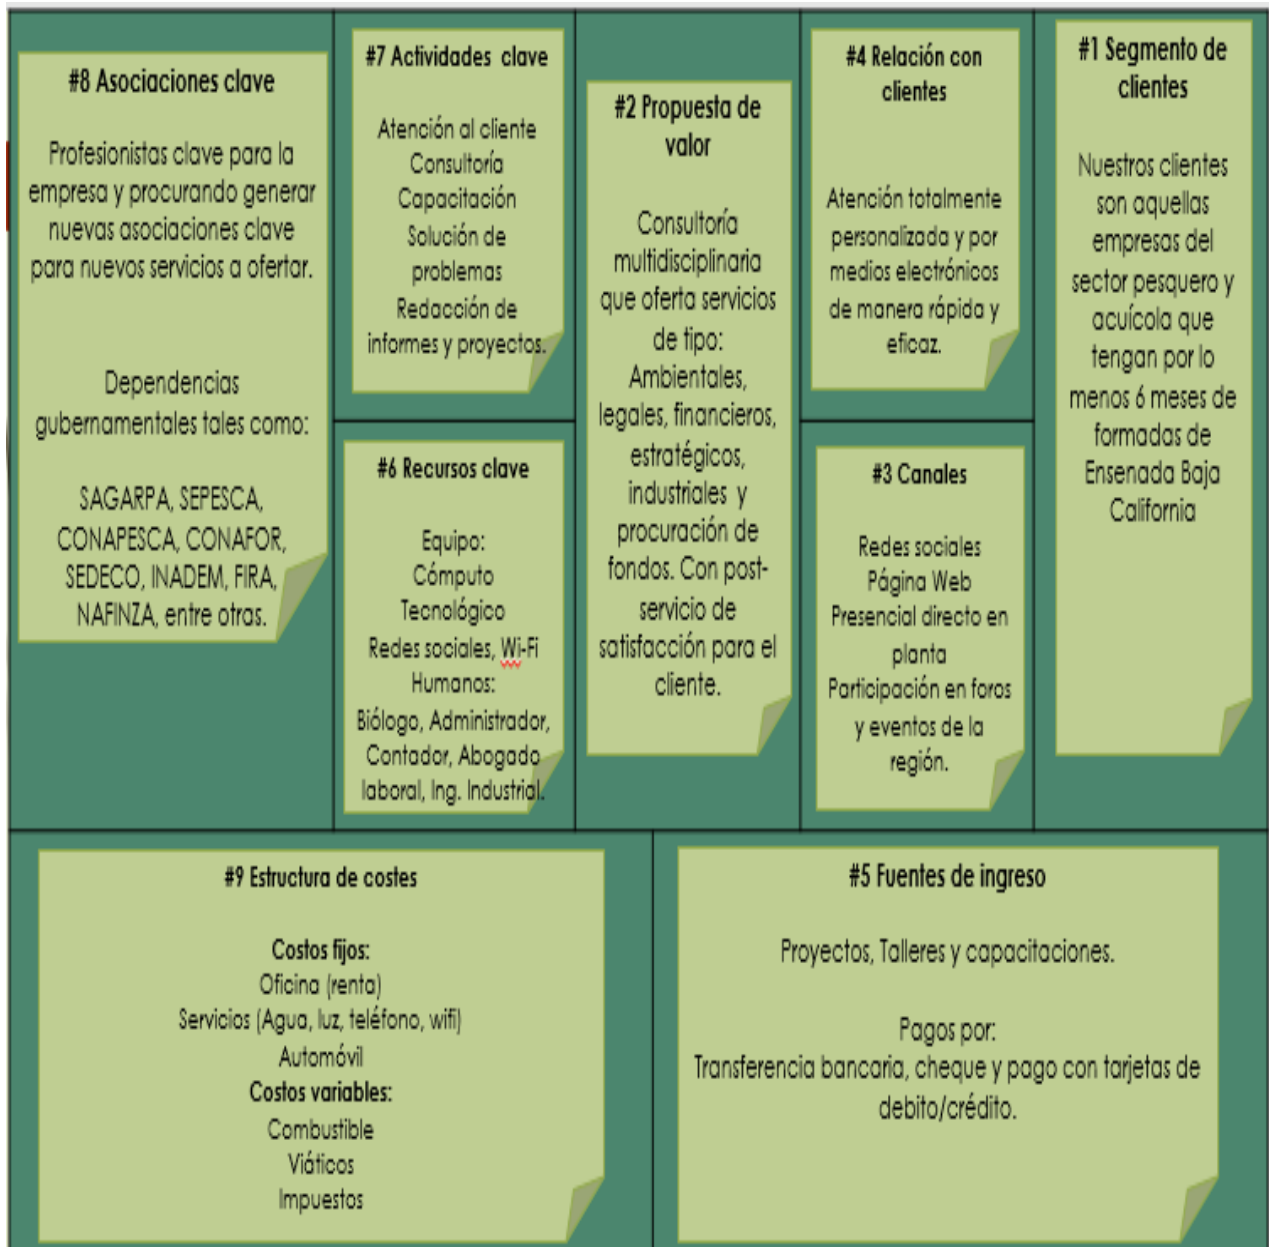 #8 Asociaciones clave
Profesionistas clave para la
empresa y procurando generar
nuevas asociaciones clave
para nuevos servicios a ofertar.
Dependencias
gubernamentales tales como:
SAGARPA, SEPESCA,
CONAPESCA, CONAFOR,
SEDECO, INADEM, FIRA,
NAFINZA, entre otras.
#7 Actividades clave
Atención al cliente
Consultoría
Capacitación
Solución de
problemas
Redacción de
informes y proyectos.
#6 Recursos clave
Equipo:
Cómputo
Tecnológico
Redes sociales, Wi-Fi
Humanos:
Biólogo, Administrador,
Contador, Abogado
laboral, Ing. Industrial.
#2 Propuesta de
valor
Consultoría
multidisciplinaria
que oferta servicios
de tipo:
Ambientales,
legales, financieros,
estratégicos,
industriales y
procuración de
fondos. Con post-
servicio de
satisfacción para el
cliente.
#4 Relación con
clientes
Atención totalmente
personalizada y por
medios electrónicos
de manera rápida y
eficaz.
#3 Canales
Redes sociales
Página Web
Presencial directo en
planta
Participación en foros
y eventos de la
región.
#1 Segmento de
clientes
Nuestros clientes
son aquellas
empresas del
sector pesquero y
acuícola que
tengan por lo
menos 6 meses de
formadas de
Ensenada Baja
California
#9 Estructura de costes
Costos fijos:
Oficina (renta)
Servicios (Agua, luz, teléfono, wifi)
Automóvil
Costos variables:
Combustible
Viáticos
Impuestos
#5 Fuentes de ingreso
Proyectos, Talleres y capacitaciones.
Pagos por:
Transferencia bancaria, cheque y pago con tarjetas de
debito/crédito.